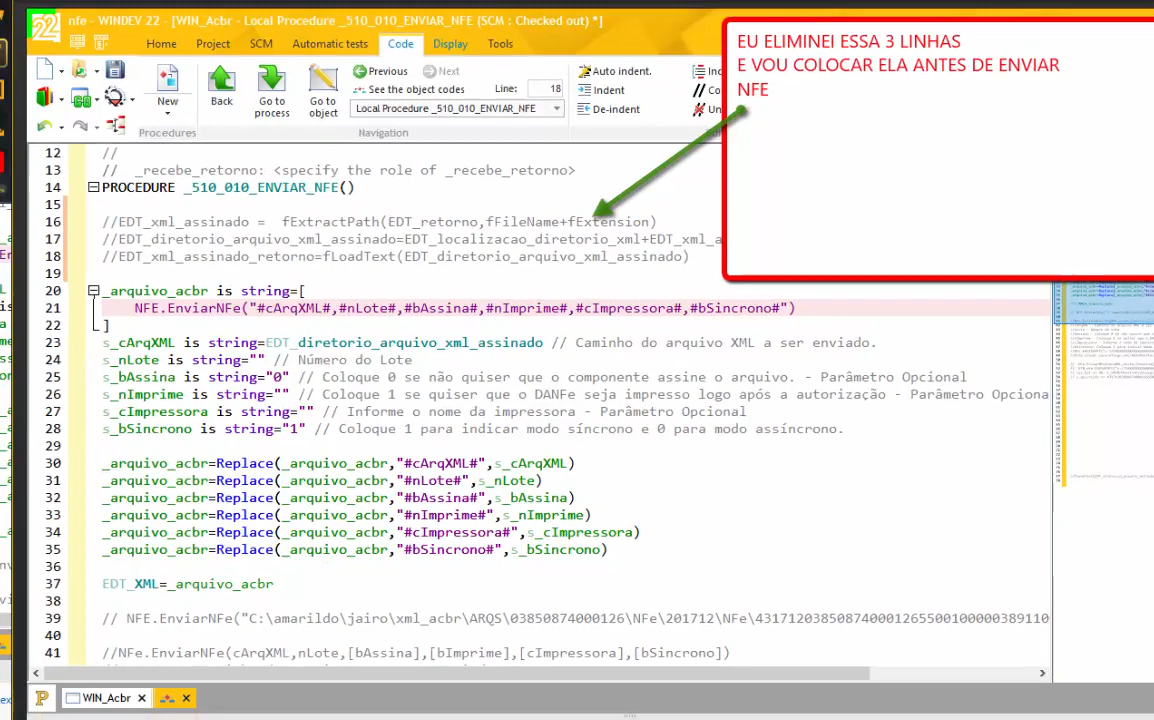 22
nfe - WINDEV 22 - [WIN_Acbr - Local Procedure _510_010_ENVIAR_NFE (SCM : Checked out) *]
Home Project SCM Automatic tests Code Display Tools
New
Procedures
Back
Go to process
Go to object
Previous Next
See the object codes Line: 18
Local Procedure _510_010_ENVIAR_NFE
Navigation
Auto indent.
Indent
De-indent
EU ELIMINEI ESSA 3 LINHAS
E VOU COLOCAR ELA ANTES DE ENVIAR
NFE
12 //
13 // _recebe_retorno: <specify the role of _recebe_retorno>
14 PROCEDURE _510_010_ENVIAR_NFE()
15
16 //EDT_xml_assinado = fExtractPath(EDT_retorno,fFileName+fExtension)
17 //EDT_diretorio_arquivo_xml_assinado=EDT_localizacao_diretorio_xml+EDT_xml_a
18 //EDT_xml_assinado_retorno=fLoadText(EDT_diretorio_arquivo_xml_assinado)
19
20 _arquivo_acbr is string=[
21 NFE.EnviarNFe("#cArqXML#,#nLote#,#bAssina#,#nImprime#,#cImpressora#,#bSincrono#")
22 ]
23 s_cArqXML is string=EDT_diretorio_arquivo_xml_assinado // Caminho do arquivo XML a ser enviado.
24 s_nLote is string="" // Número do Lote
25 s_bAssina is string="0" // Coloque 0 se não quiser que o componente assine o arquivo. - Parâmetro Opcional
26 s_nImprime is string="" // Coloque 1 se quiser que o DANFe seja impresso logo após a autorização - Parâmetro Opciona
27 s_cImpressora is string="" // Informe o nome da impressora - Parâmetro Opcional
28 s_bSincrono is string="1" // Coloque 1 para indicar modo síncrono e 0 para modo assíncrono.
29
30 _arquivo_acbr=Replace(_arquivo_acbr,"#cArqXML#",s_cArqXML)
31 _arquivo_acbr=Replace(_arquivo_acbr,"#nLote#",s_nLote)
32 _arquivo_acbr=Replace(_arquivo_acbr,"#bAssina#",s_bAssina)
33 _arquivo_acbr=Replace(_arquivo_acbr,"#nImprime#",s_nImprime)
34 _arquivo_acbr=Replace(_arquivo_acbr,"#cImpressora#",s_cImpressora)
35 _arquivo_acbr=Replace(_arquivo_acbr,"#bSincrono#",s_bSincrono)
36
37 EDT_XML=_arquivo_acbr
38
39 // NFE.EnviarNFe("C:\amarildo\jairo\xml_acbr\ARQS\03850874000126\NFe\201712\NFe\431712038508740001265500100000389110
40
41 //NFe.EnviarNFe(cArqXML,nLote,[bAssina],[bImprime],[cImpressora],[bSincrono])
WIN_Acbr